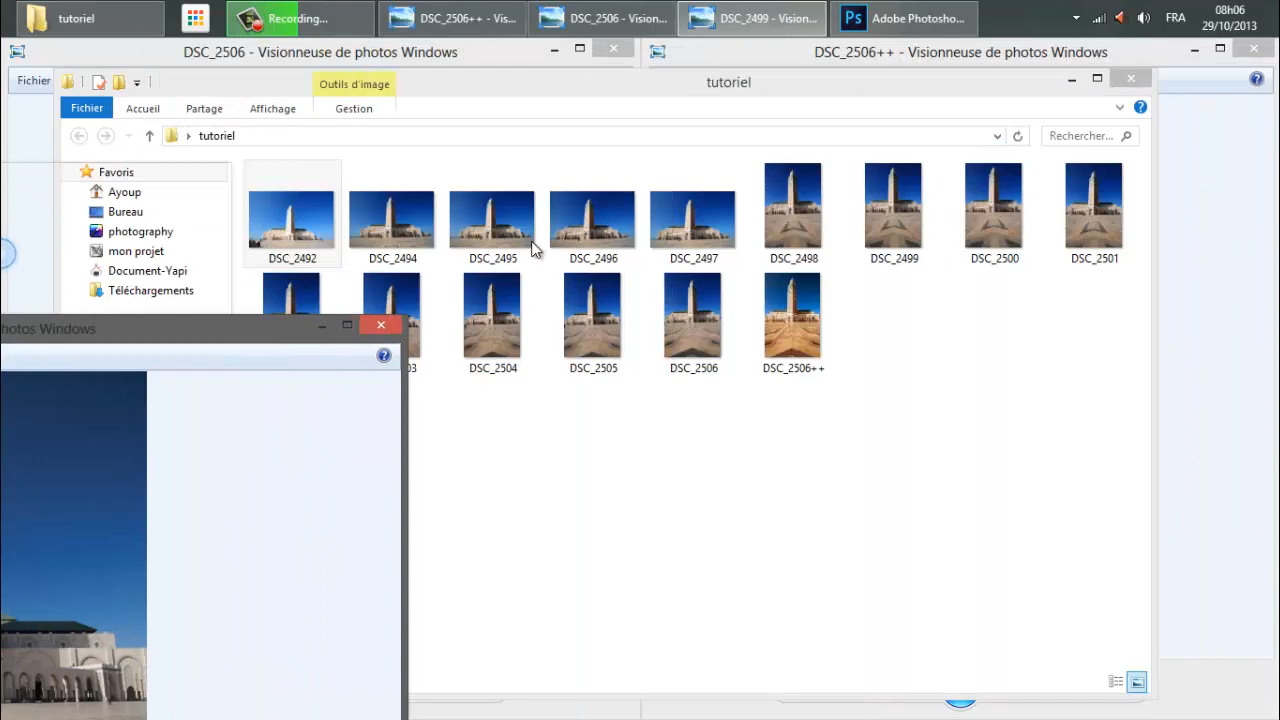 tutoriel
Recording...
DSC_2506++ - Vis...
DSC_2506 - Vision...
DSC_2499 - Vision...
Ps
Adobe Photosho...
FRA
08h06
29/10/2013
DSC_2506 - Visionneuse de photos Windows
DSC_2506++ - Visionneuse de photos Windows
Fichier
Outils d'image
tutoriel
Fichier
Accueil
Partage
Affichage
Gestion
tutoriel
Rechercher...
Favoris
Ayoup
Bureau
photography
mon projet
Document-Yapi
Téléchargements
DSC_2492
DSC_2494
DSC_2495
DSC_2496
DSC_2497
DSC_2498
DSC_2499
DSC_2500
DSC_2501
03
DSC_2504
DSC_2505
DSC_2506
DSC_2506++
hotos Windows